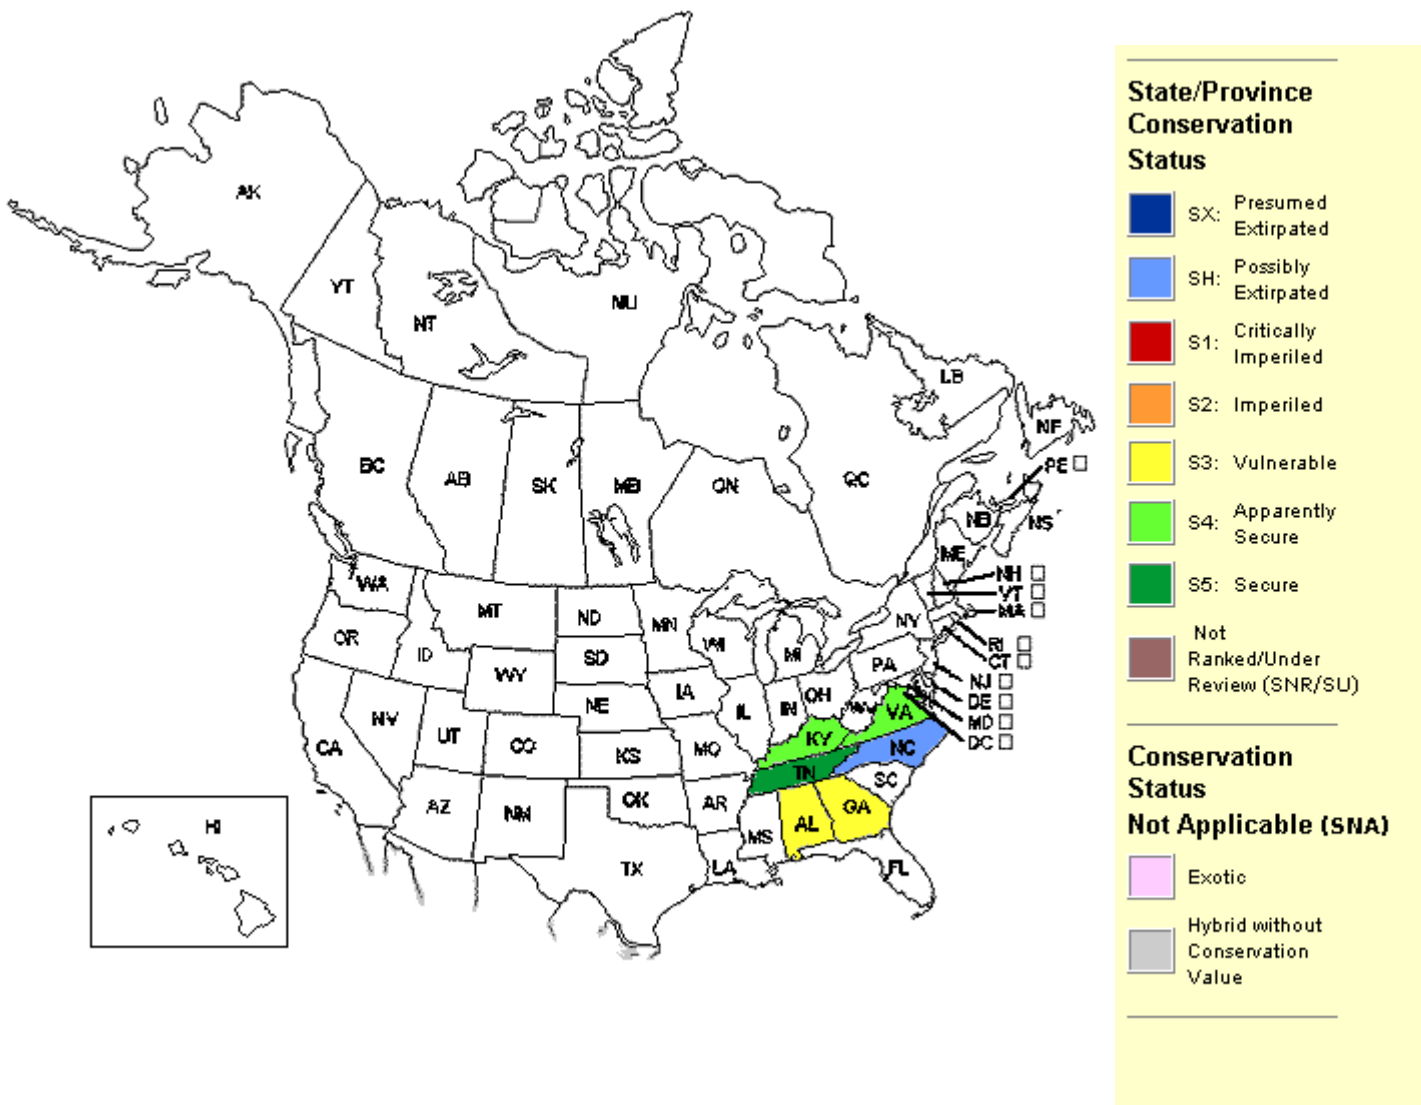 AK
YT
NT
NU
BC
AB
SK
MB
ON
QC
LB
NF
PE
NB
NS
ME
NH
VT
MA
RI
CT
NJ
DE
MD
DC
WA
OR
ID
MT
ND
MN
SD
WY
NE
IA
WI
MI
NY
PA
OH
IN
IL
WV
VA
KY
NC
TN
SC
GA
AL
MS
AR
MO
KS
CO
UT
NV
CA
AZ
NM
OK
TX
LA
FL
HI
State/Province
Conservation
Status
SX: Presumed
Extirpated
SH: Possibly
Extirpated
S1: Critically
Imperiled
S2: Imperiled
S3: Vulnerable
S4: Apparently
Secure
S5: Secure
Not
Ranked/Under
Review (SNR/SU)
Conservation
Status
Not Applicable (SNA)
Exotic
Hybrid without
Conservation
Value